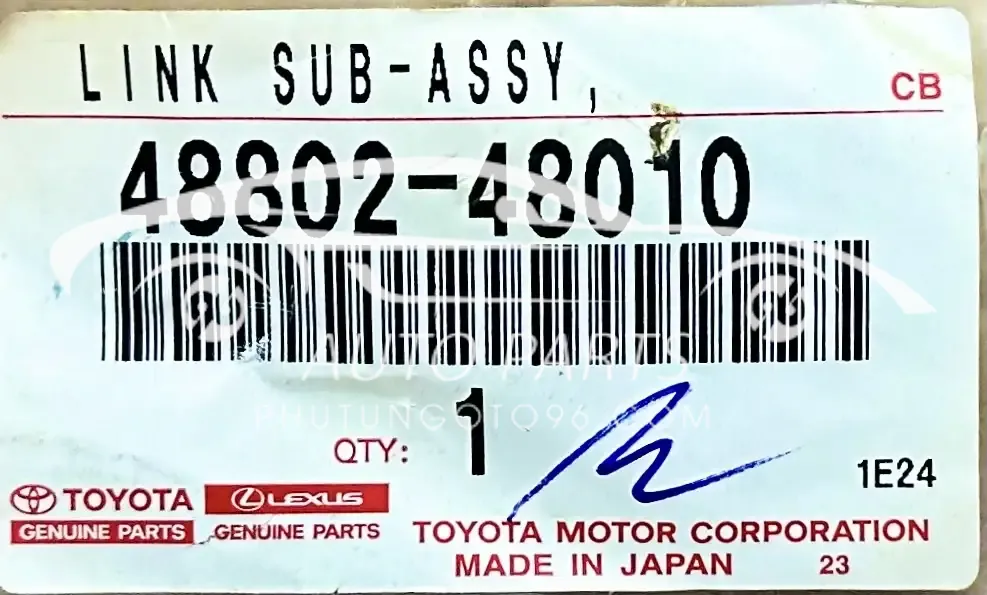 LINK SUB-ASSY,
CB
48802-48010
AUTO PARTS
PHUTUNGOTO96.COM
QTY: 1
1E24
TOYOTA LEXUS
GENUINE PARTS GENUINE PARTS
TOYOTA MOTOR CORPORATION
MADE IN JAPAN 23